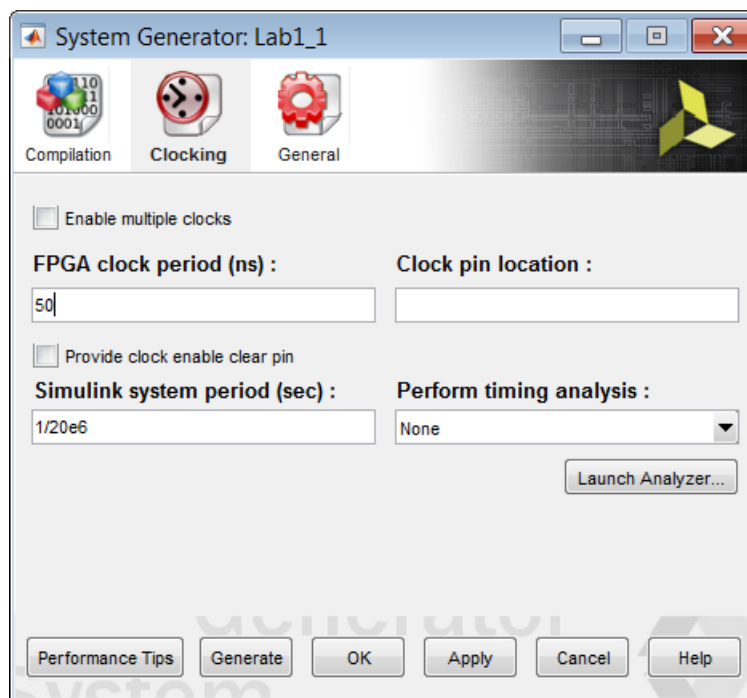 System Generator: Lab1_1
Compilation
Clocking
General
Enable multiple clocks
FPGA clock period (ns) :
Clock pin location :
50
Provide clock enable clear pin
Simulink system period (sec) :
Perform timing analysis :
1/20e6
None
Launch Analyzer...
Generator
Performance Tips
Generate
OK
Apply
Cancel
Help
System